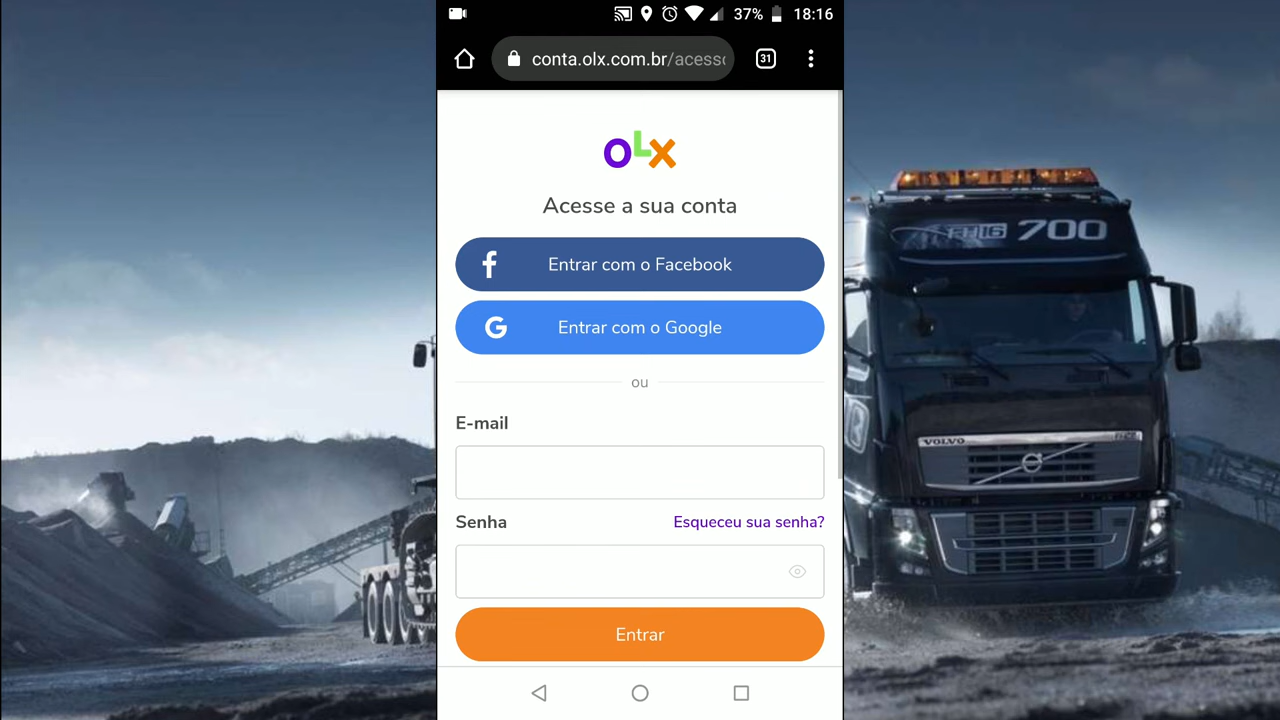 37% 18:16
conta.olx.com.br/acesso
31
OLX
Acesse a sua conta
Entrar com o Facebook
Entrar com o Google
ou
E-mail
Senha Esqueceu sua senha?
Entrar
FH16 700
VOLVO